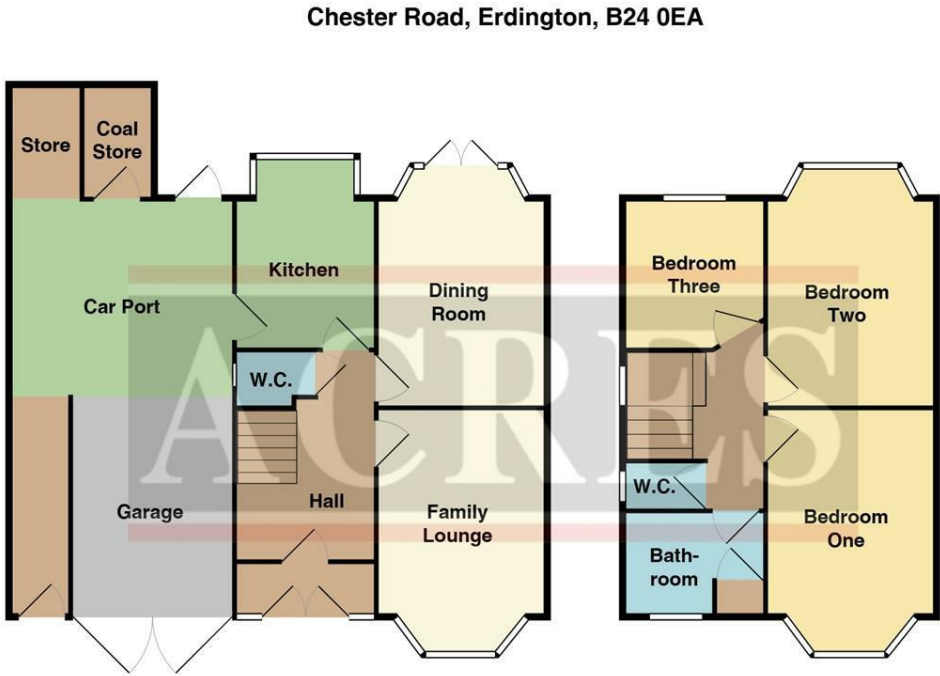 Chester Road, Erdington, B24 0EA
Store
Coal
Store
Car Port
Kitchen
Dining
Room
W.C.
Garage
Hall
Family
Lounge
Bedroom
Three
Bedroom
Two
W.C.
Bath-
room
Bedroom
One
ACRES